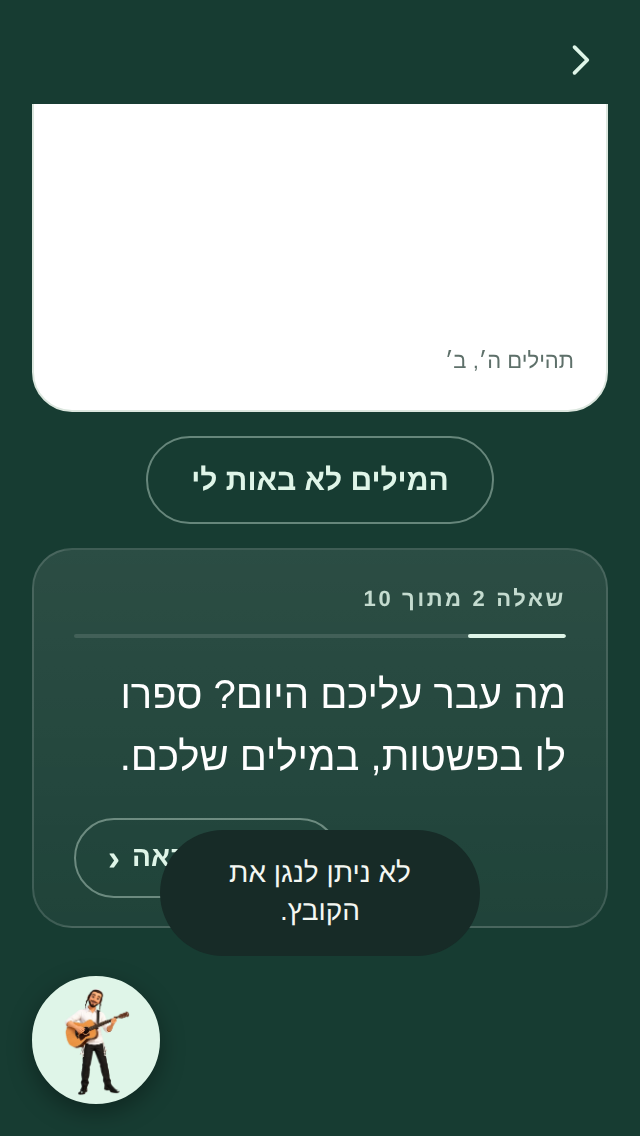 תהילים ה׳, ב׳
המילים לא באות לי
שאלה 2 מתוך 10
מה עבר עליכם היום? ספרו
לו בפשטות, במילים שלכם.
לא ניתן לנגן את
הקובץ.